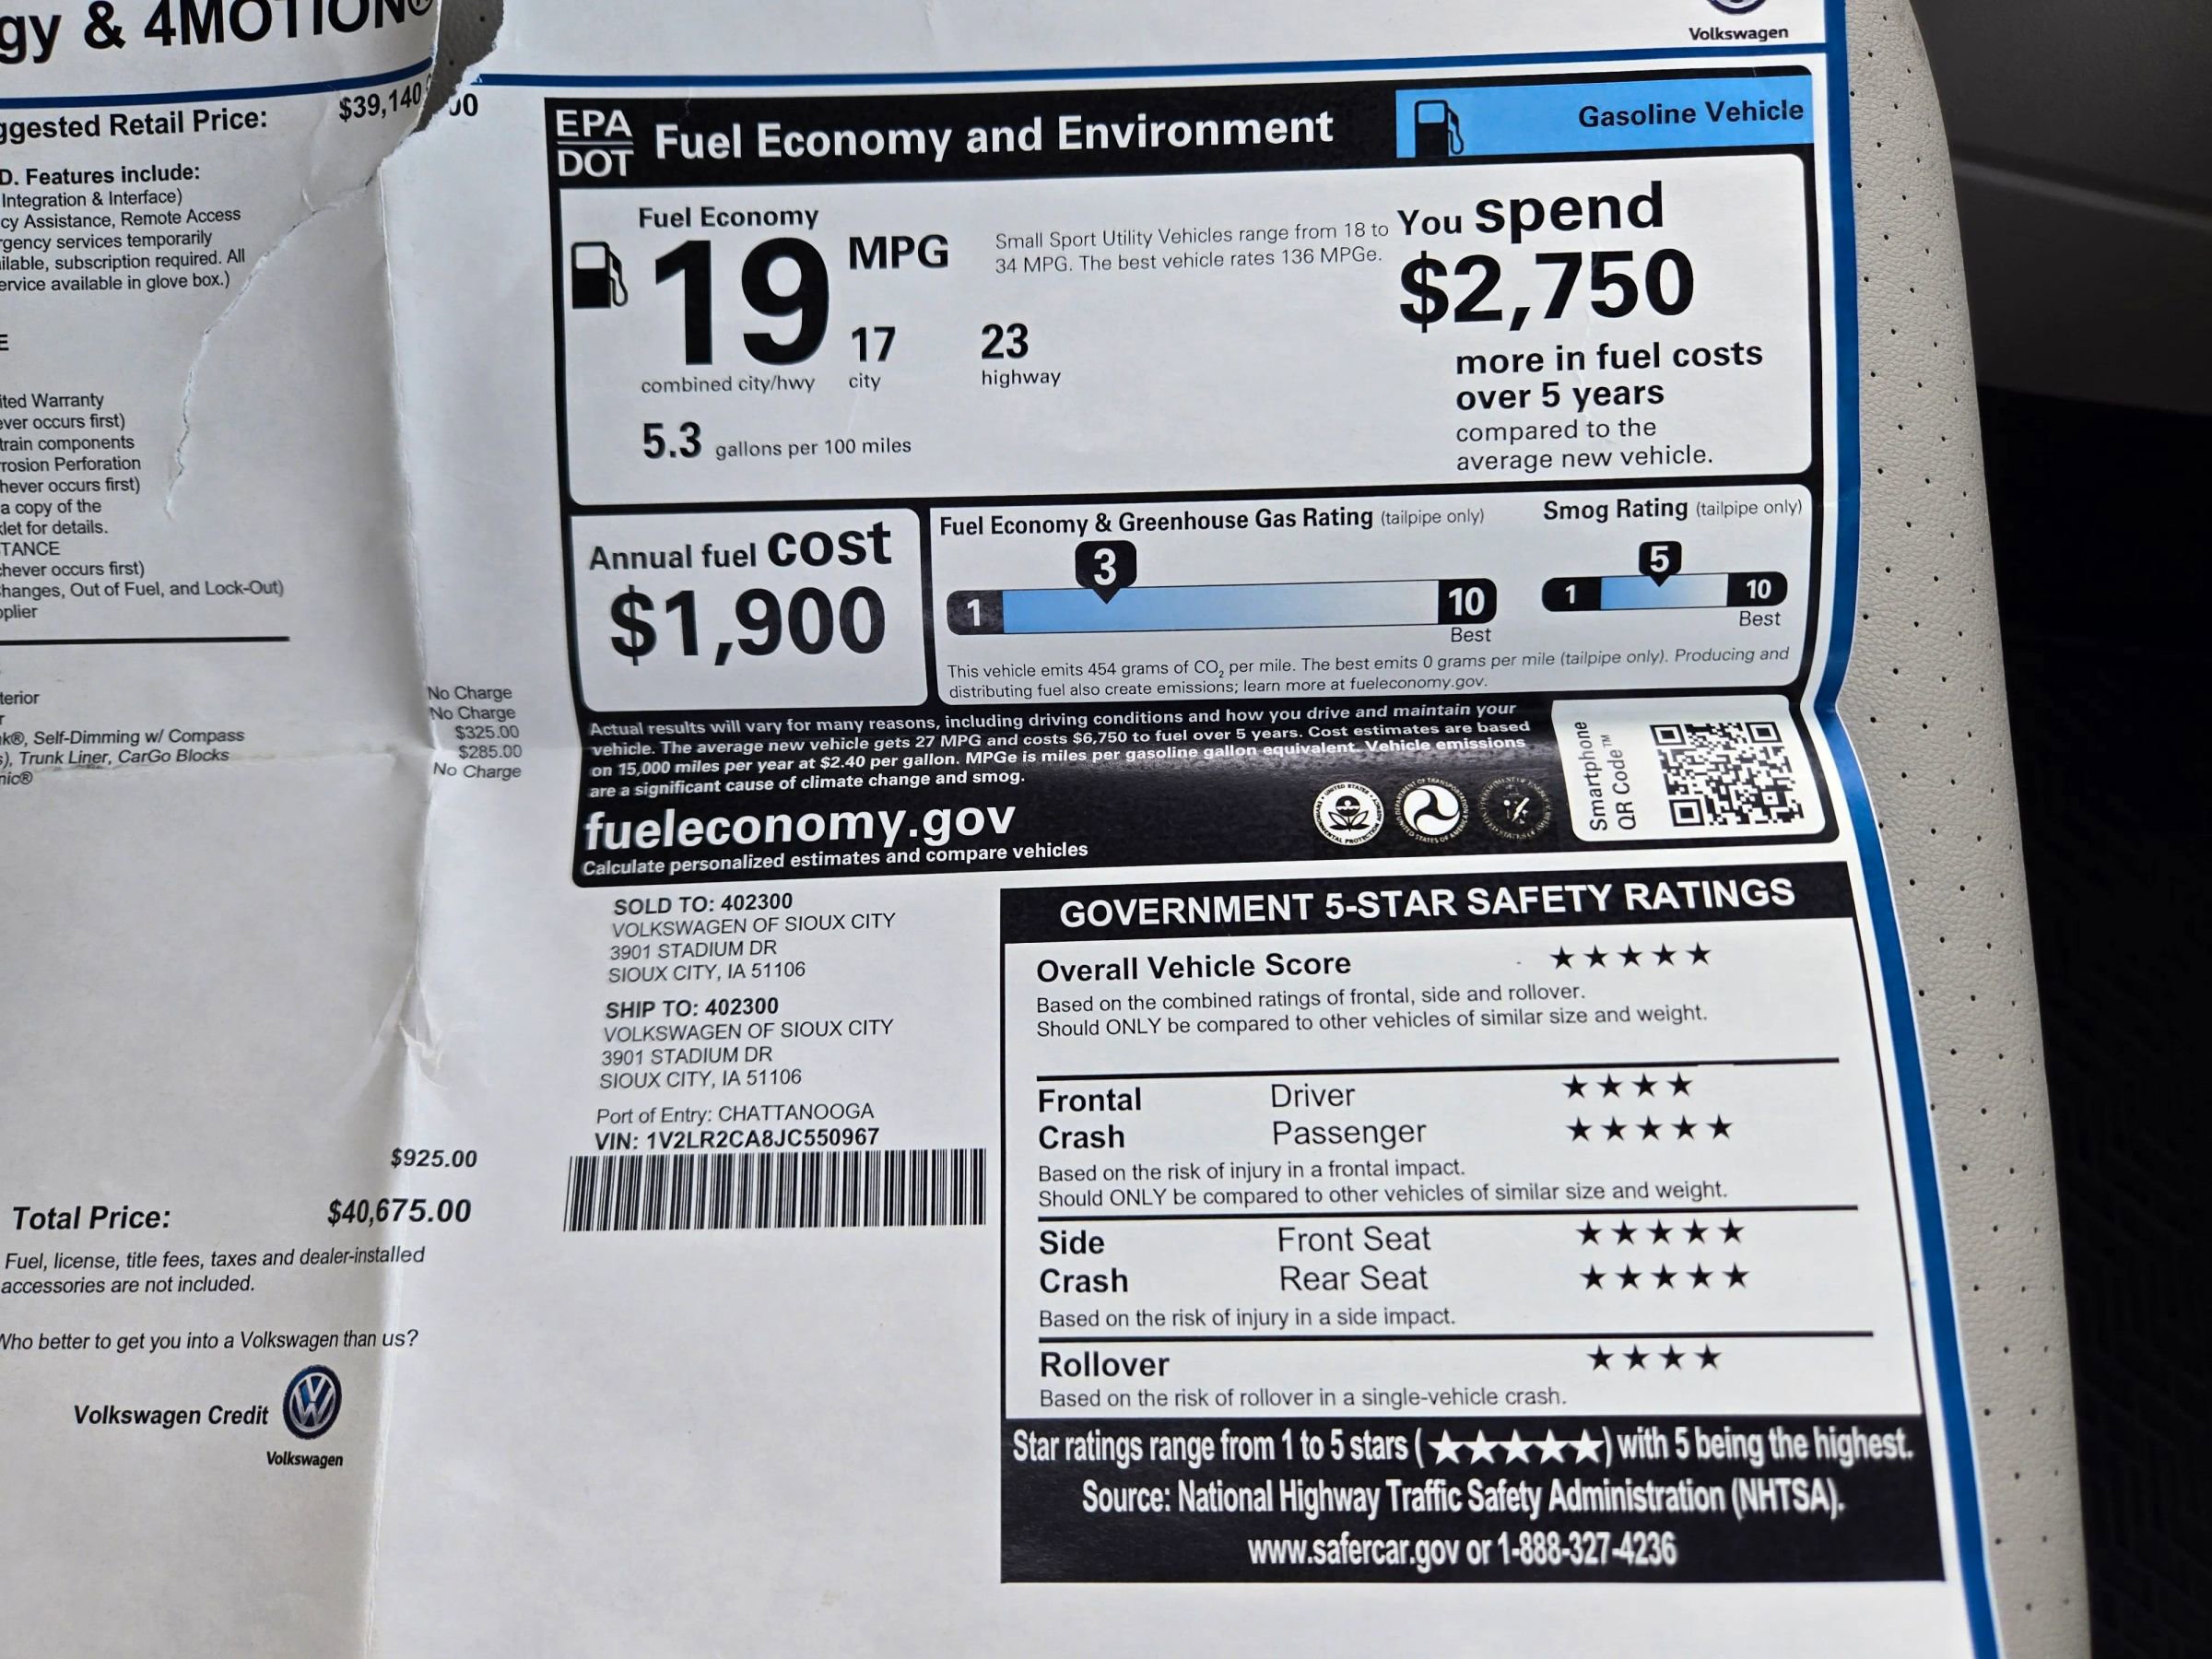 gy & 4MOTION®
ggested Retail Price: $39,140 00
D. Features include:
Integration & Interface)
cy Assistance, Remote Access
rgency services temporarily
ilable, subscription required. All
ervice available in glove box.)
E
ited Warranty
ever occurs first)
train components
rosion Perforation
hever occurs first)
a copy of the
klet for details.
TANCE
chever occurs first)
hanges, Out of Fuel, and Lock-Out)
plier
terior No Charge
r No Charge
k®, Self-Dimming w/ Compass $325.00
s), Trunk Liner, CarGo Blocks $285.00
nic® No Charge
$925.00
Total Price: $40,675.00
Fuel, license, title fees, taxes and dealer-installed
accessories are not included.
Who better to get you into a Volkswagen than us?
Volkswagen Credit
Volkswagen
Volkswagen
EPA
DOT
Fuel Economy and Environment
Gasoline Vehicle
Fuel Economy
19 MPG
17 23
combined city/hwy city highway
5.3 gallons per 100 miles
Small Sport Utility Vehicles range from 18 to
34 MPG. The best vehicle rates 136 MPGe.
You spend
$2,750
more in fuel costs
over 5 years
compared to the
average new vehicle.
Annual fuel cost
$1,900
Fuel Economy & Greenhouse Gas Rating (tailpipe only)
3
1 10
Best
Smog Rating (tailpipe only)
5
1 10
Best
This vehicle emits 454 grams of CO₂ per mile. The best emits 0 grams per mile (tailpipe only). Producing and
distributing fuel also create emissions; learn more at fueleconomy.gov.
Actual results will vary for many reasons, including driving conditions and how you drive and maintain your
vehicle. The average new vehicle gets 27 MPG and costs $6,750 to fuel over 5 years. Cost estimates are based
on 15,000 miles per year at $2.40 per gallon. MPGe is miles per gasoline gallon equivalent. Vehicle emissions
are a significant cause of climate change and smog.
fueleconomy.gov
Calculate personalized estimates and compare vehicles
Smartphone
QR Code™
SOLD TO: 402300
VOLKSWAGEN OF SIOUX CITY
3901 STADIUM DR
SIOUX CITY, IA 51106
SHIP TO: 402300
VOLKSWAGEN OF SIOUX CITY
3901 STADIUM DR
SIOUX CITY, IA 51106
Port of Entry: CHATTANOOGA
VIN: 1V2LR2CA8JC550967
GOVERNMENT 5-STAR SAFETY RATINGS
Overall Vehicle Score ★★★★★
Based on the combined ratings of frontal, side and rollover.
Should ONLY be compared to other vehicles of similar size and weight.
Frontal Driver ★★★★
Crash Passenger ★★★★★
Based on the risk of injury in a frontal impact.
Should ONLY be compared to other vehicles of similar size and weight.
Side Front Seat ★★★★★
Crash Rear Seat ★★★★★
Based on the risk of injury in a side impact.
Rollover ★★★★
Based on the risk of rollover in a single-vehicle crash.
Star ratings range from 1 to 5 stars (★★★★★) with 5 being the highest.
Source: National Highway Traffic Safety Administration (NHTSA).
www.safercar.gov or 1-888-327-4236